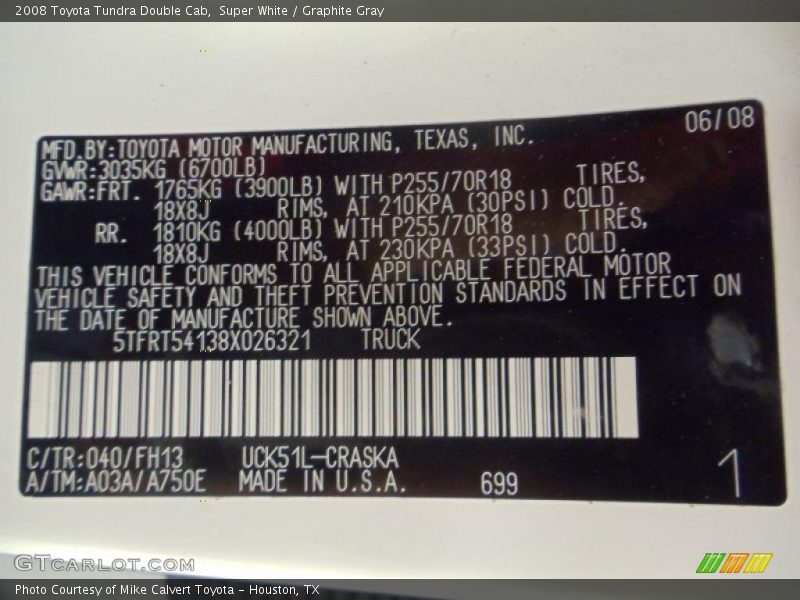 2008 Toyota Tundra Double Cab,  Super White / Graphite Gray
06/08
MFD.BY:TOYOTA MOTOR MANUFACTURING, TEXAS, INC.
GVWR:3035KG (6700LB)
GAWR:FRT. 1765KG (3900LB) WITH P255/70R18 TIRES,
18X8J RIMS, AT 210KPA (30PSI) COLD.
RR. 1810KG (4000LB) WITH P255/70R18 TIRES,
18X8J RIMS, AT 230KPA (33PSI) COLD.
THIS VEHICLE CONFORMS TO ALL APPLICABLE FEDERAL MOTOR
VEHICLE SAFETY AND THEFT PREVENTION STANDARDS IN EFFECT ON
THE DATE OF MANUFACTURE SHOWN ABOVE.
5TFRT54138X026321 TRUCK
C/TR:040/FH13 UCK51L-CRASKA
A/TM:A03A/A750E MADE IN U.S.A. 699
1
GTCARLOT.COM
Photo Courtesy of Mike Calvert Toyota - Houston, TX